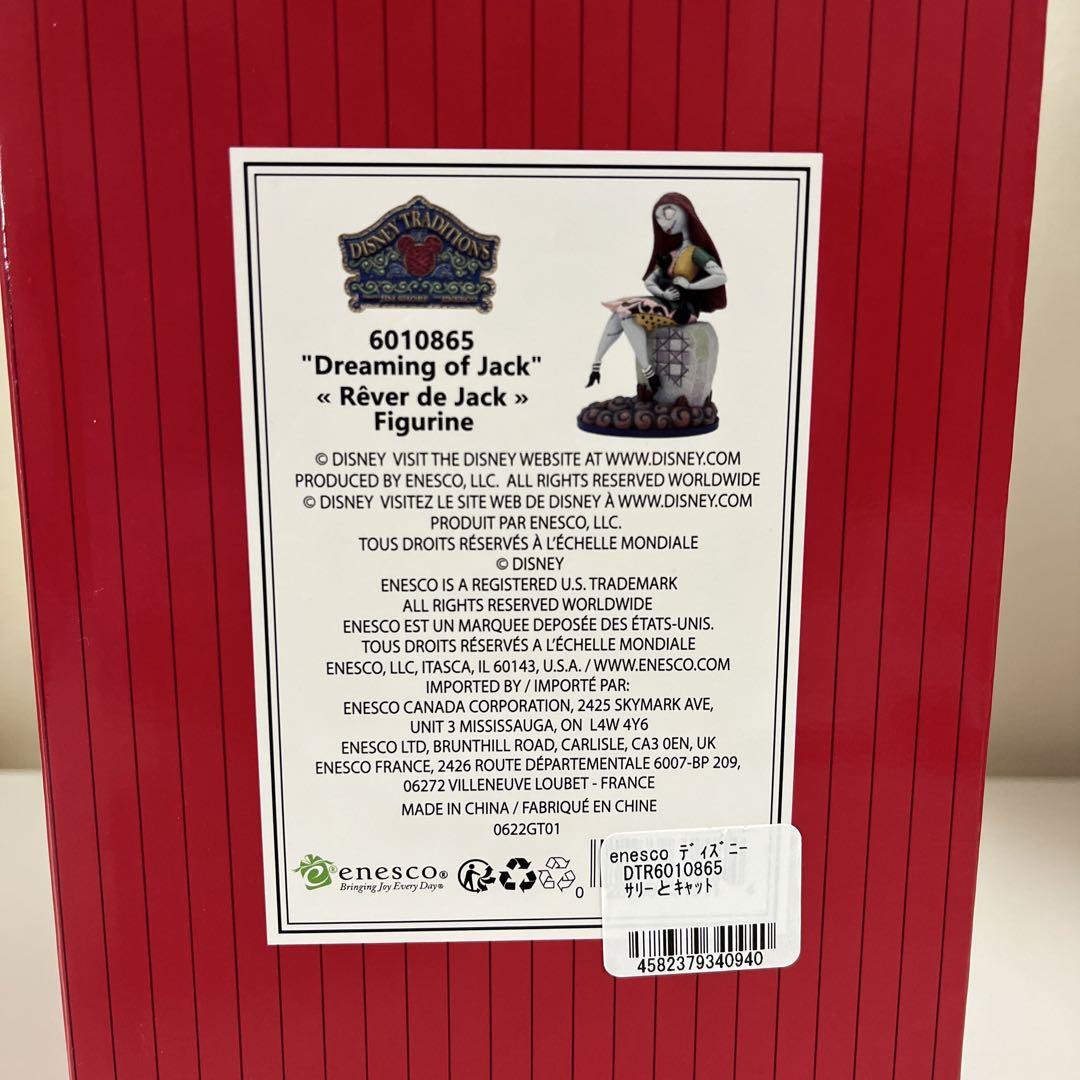 DISNEY TRADITIONS
JIM SHORE
ENESCO
6010865
"Dreaming of Jack"
« Rêver de Jack »
Figurine
© DISNEY VISIT THE DISNEY WEBSITE AT WWW.DISNEY.COM
PRODUCED BY ENESCO, LLC. ALL RIGHTS RESERVED WORLDWIDE
© DISNEY VISITEZ LE SITE WEB DE DISNEY À WWW.DISNEY.COM
PRODUIT PAR ENESCO, LLC.
TOUS DROITS RÉSERVÉS À L'ÉCHELLE MONDIALE
© DISNEY
ENESCO IS A REGISTERED U.S. TRADEMARK
ALL RIGHTS RESERVED WORLDWIDE
ENESCO EST UN MARQUEE DEPOSÉE DES ÉTATS-UNIS.
TOUS DROITS RÉSERVÉS A L'ÉCHELLE MONDIALE
ENESCO, LLC, ITASCA, IL 60143, U.S.A. / WWW.ENESCO.COM
IMPORTED BY / IMPORTÉ PAR:
ENESCO CANADA CORPORATION, 2425 SKYMARK AVE,
UNIT 3 MISSISSAUGA, ON L4W 4Y6
ENESCO LTD, BRUNTHILL ROAD, CARLISLE, CA3 0EN, UK
ENESCO FRANCE, 2426 ROUTE DÉPARTEMENTALE 6007-BP 209,
06272 VILLENEUVE LOUBET - FRANCE
MADE IN CHINA / FABRIQUÉ EN CHINE
0622GT01
enesco®
Bringing Joy Every Day®
0
enesco ﾃﾞｨｽﾞﾆｰ
DTR6010865
ｻﾘｰとｷｬｯﾄ
4582379340940